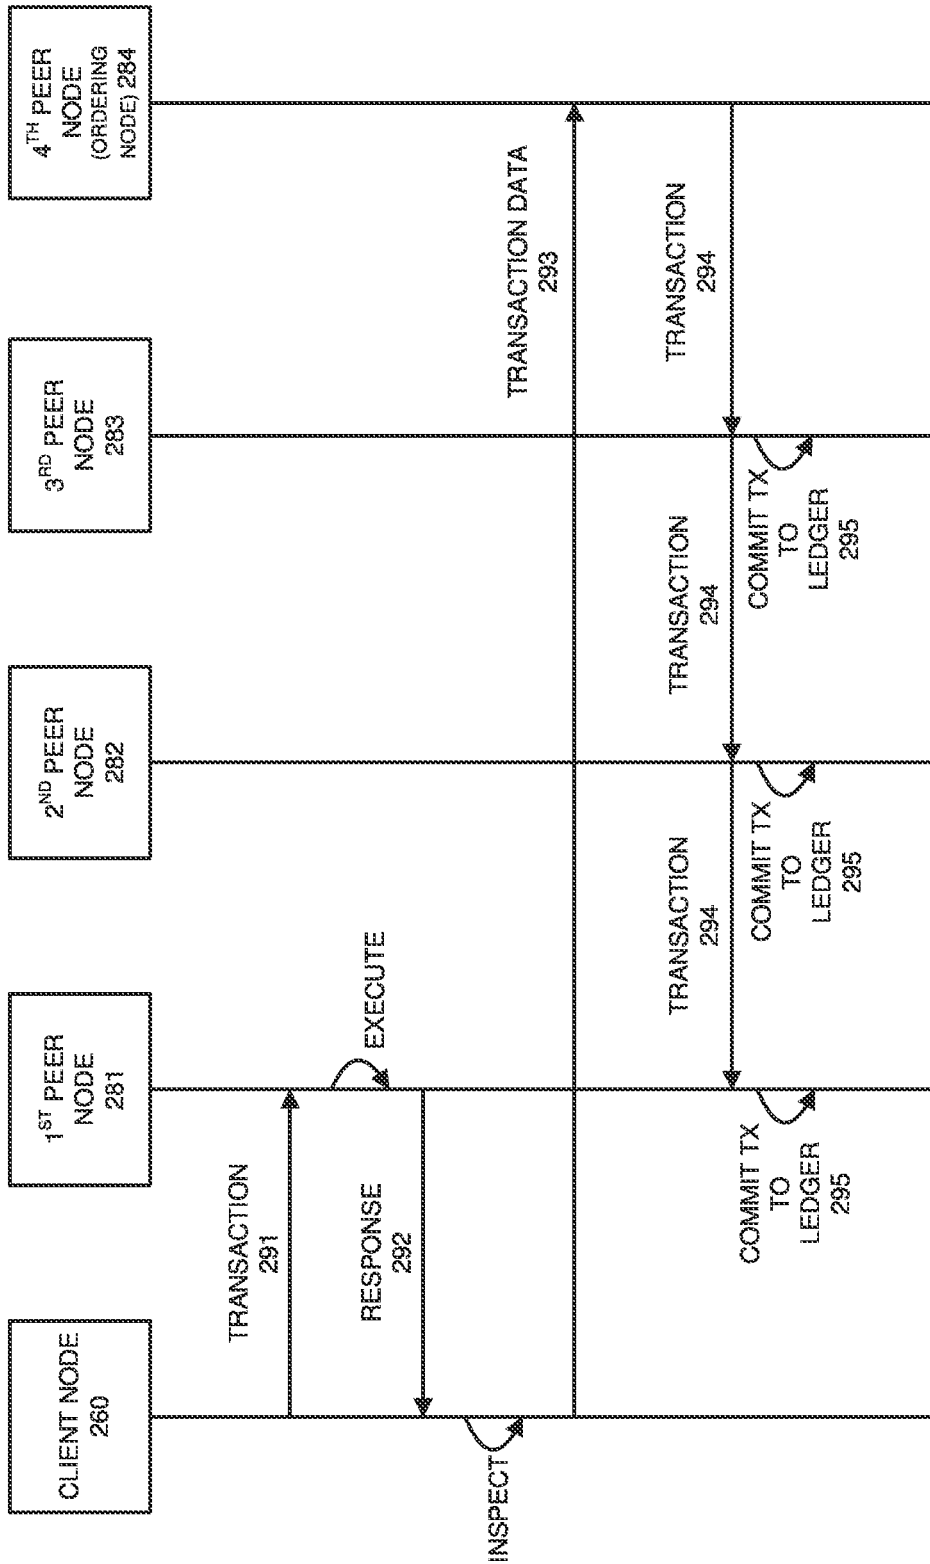 CLIENT NODE
260
1ST PEER
NODE
281
2ND PEER
NODE
282
3RD PEER
NODE
283
4TH PEER
NODE
(ORDERING
NODE) 284
TRANSACTION
291
EXECUTE
RESPONSE
292
INSPECT
TRANSACTION DATA
293
TRANSACTION
294
TRANSACTION
294
TRANSACTION
294
COMMIT TX
TO
LEDGER
295
COMMIT TX
TO
LEDGER
295
COMMIT TX
TO
LEDGER
295